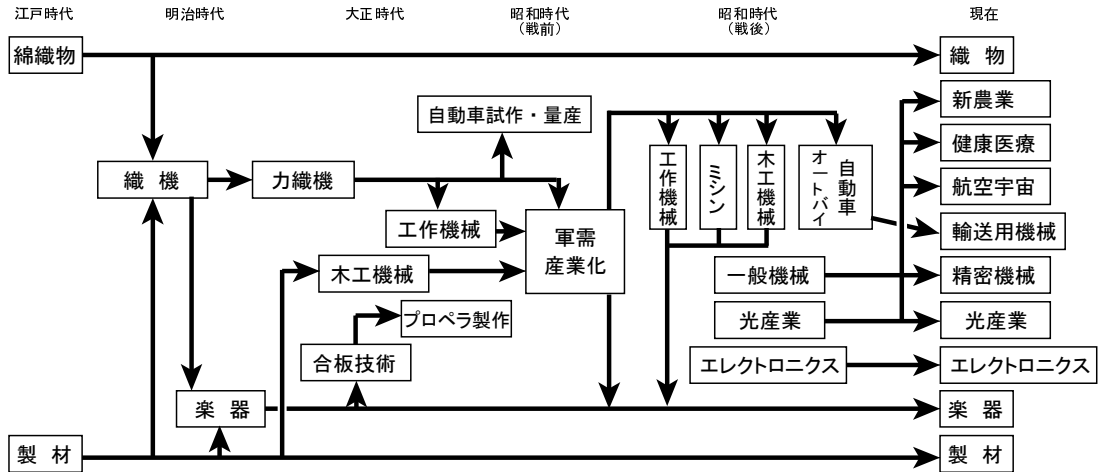 江戸時代
明治時代
大正時代
昭和時代
（戦前）
昭和時代
（戦後）
現在
綿織物
織物
自動車試作・量産
新農業
健康医療
航空宇宙
輸送用機械
精密機械
光産業
エレクトロニクス
楽器
製材
織機
力織機
工作機械
軍需
産業化
木工機械
プロペラ製作
合板技術
楽器
製材
工作機械
ミシン
木工機械
オートバイ
自動車
一般機械
光産業
エレクトロニクス